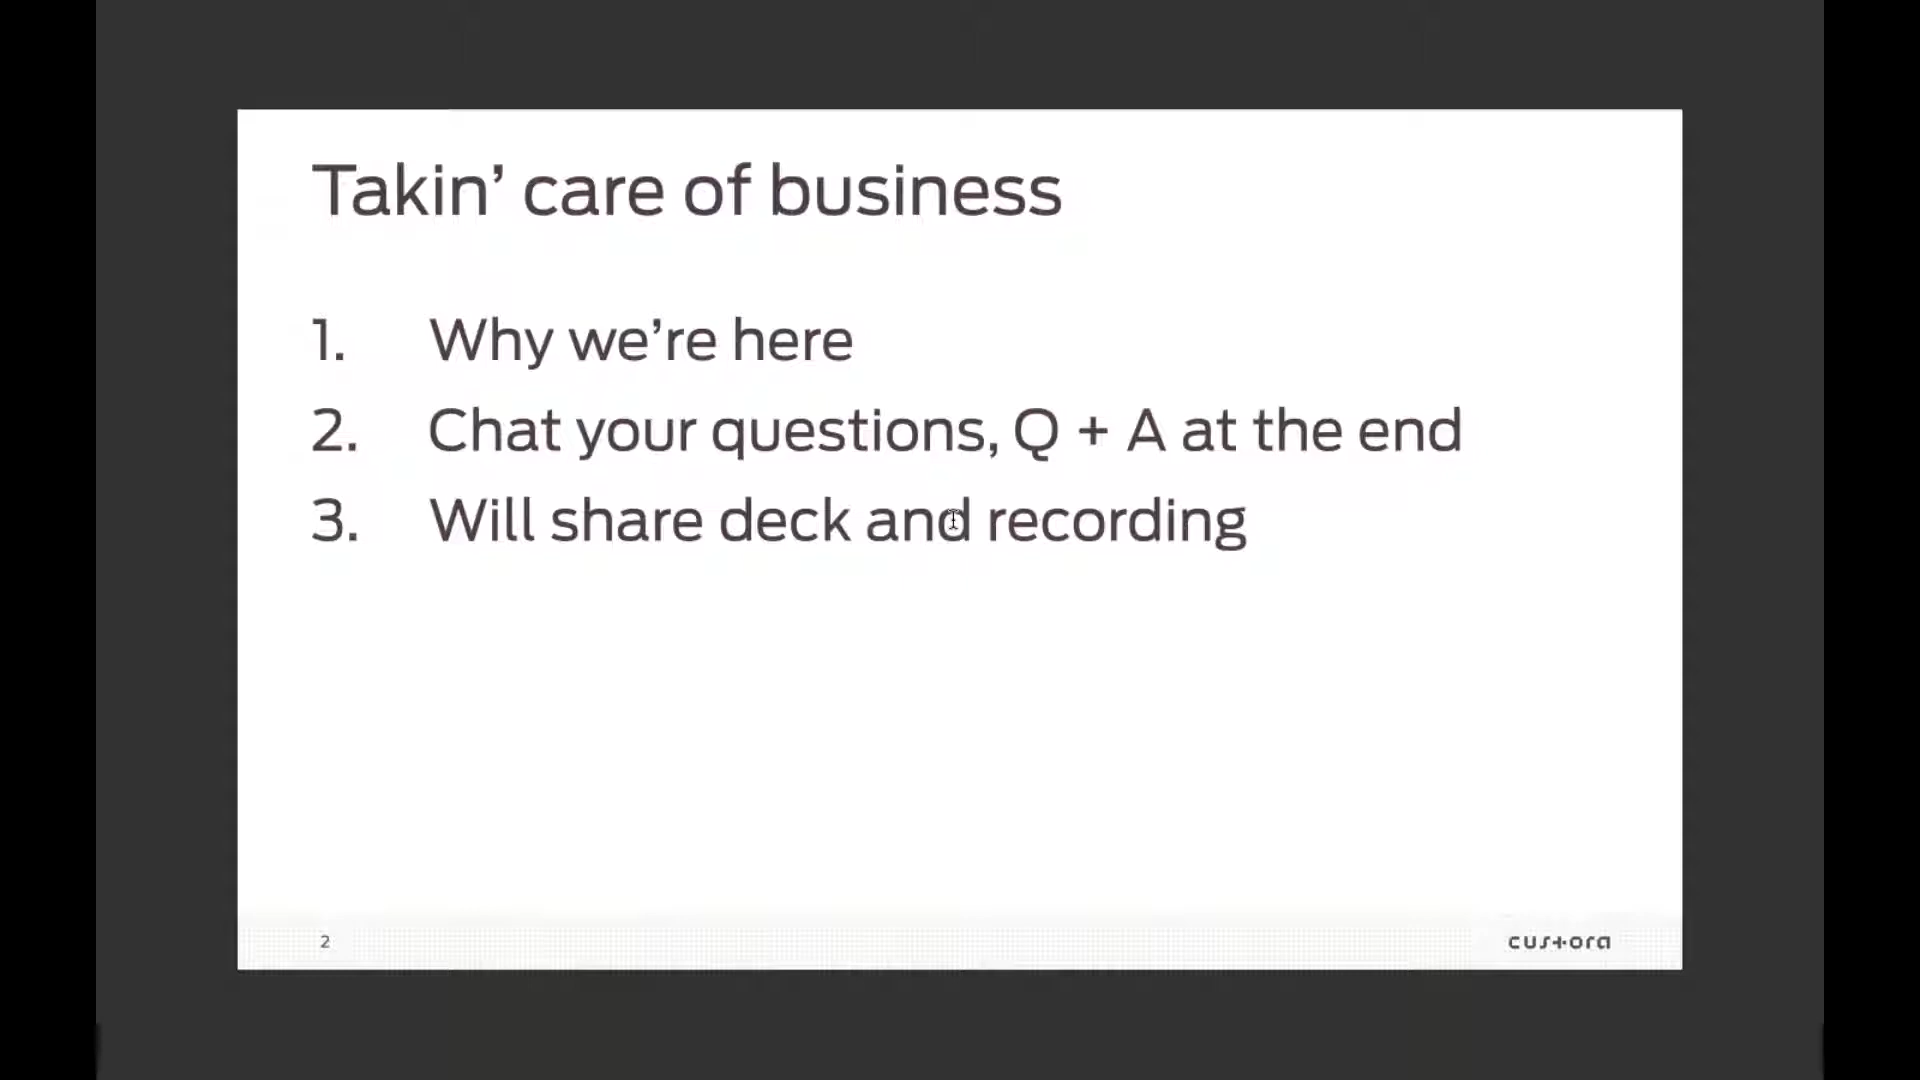 Takin’ care of business
1. Why we’re here
2. Chat your questions, Q + A at the end
3. Will share deck and recording
2
custora